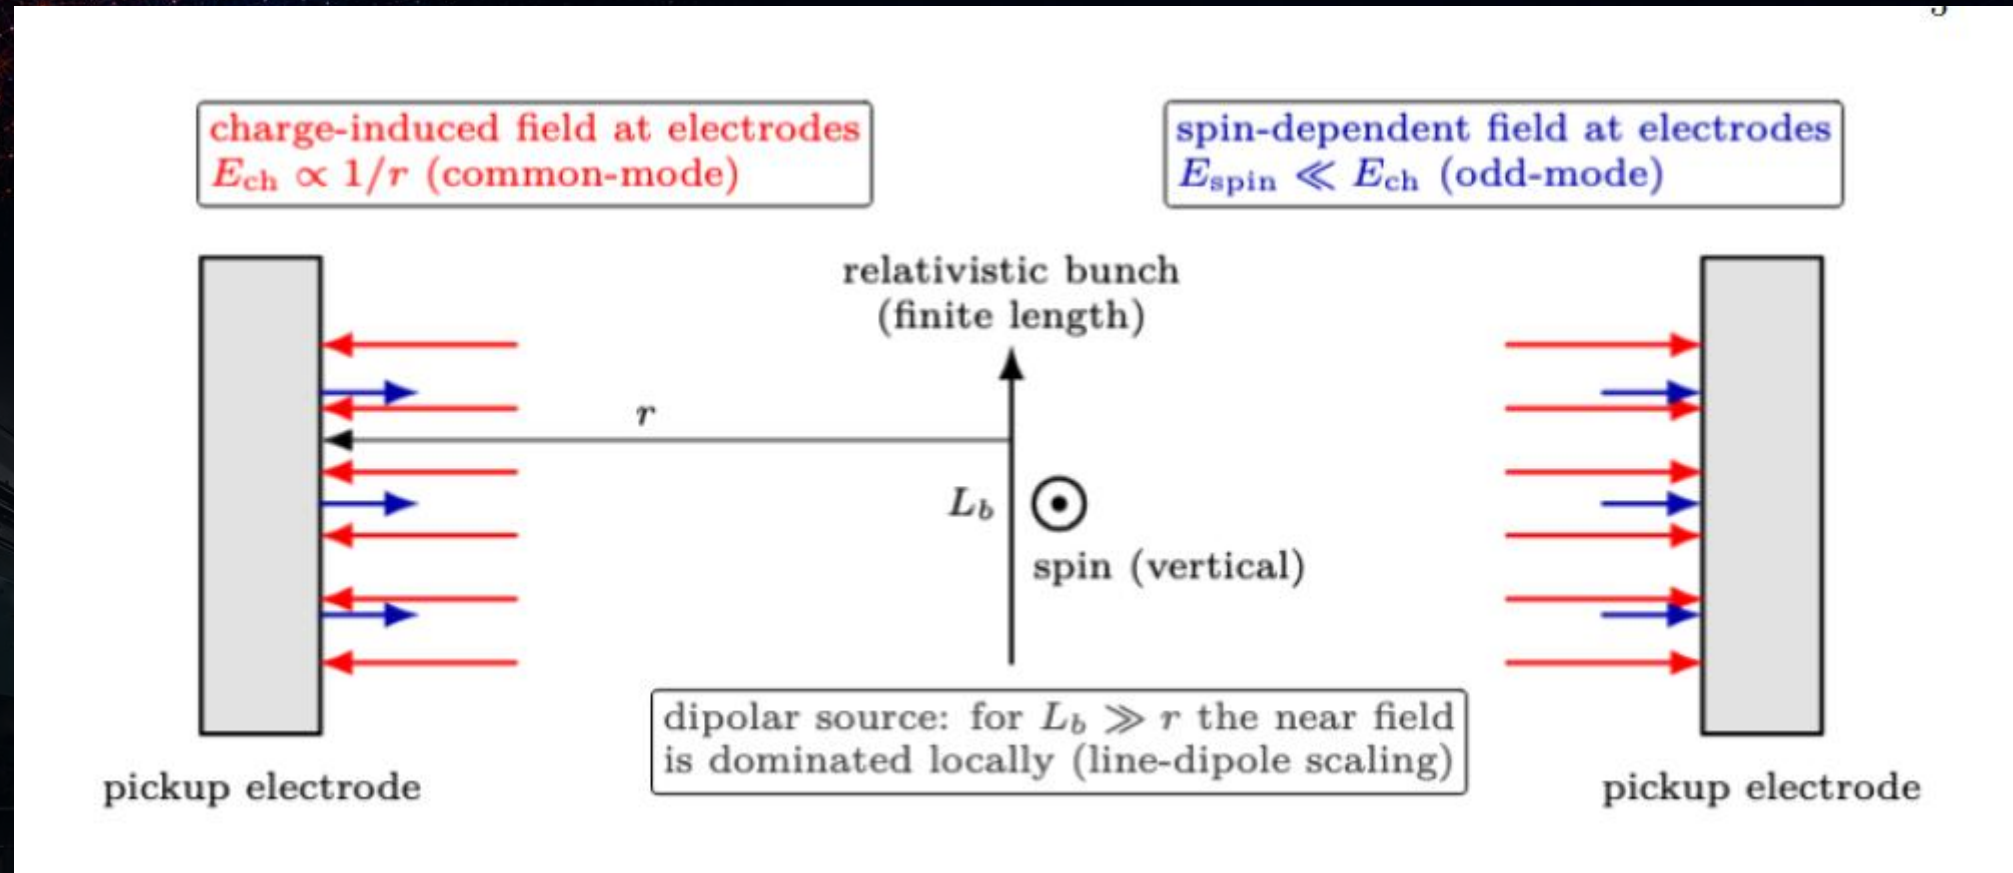 charge-induced field at electrodes
E_ch ∝ 1/r (common-mode)
spin-dependent field at electrodes
E_spin ≪ E_ch (odd-mode)
relativistic bunch
(finite length)
r
L_b
spin (vertical)
dipolar source: for L_b ≫ r the near field
is dominated locally (line-dipole scaling)
pickup electrode
pickup electrode